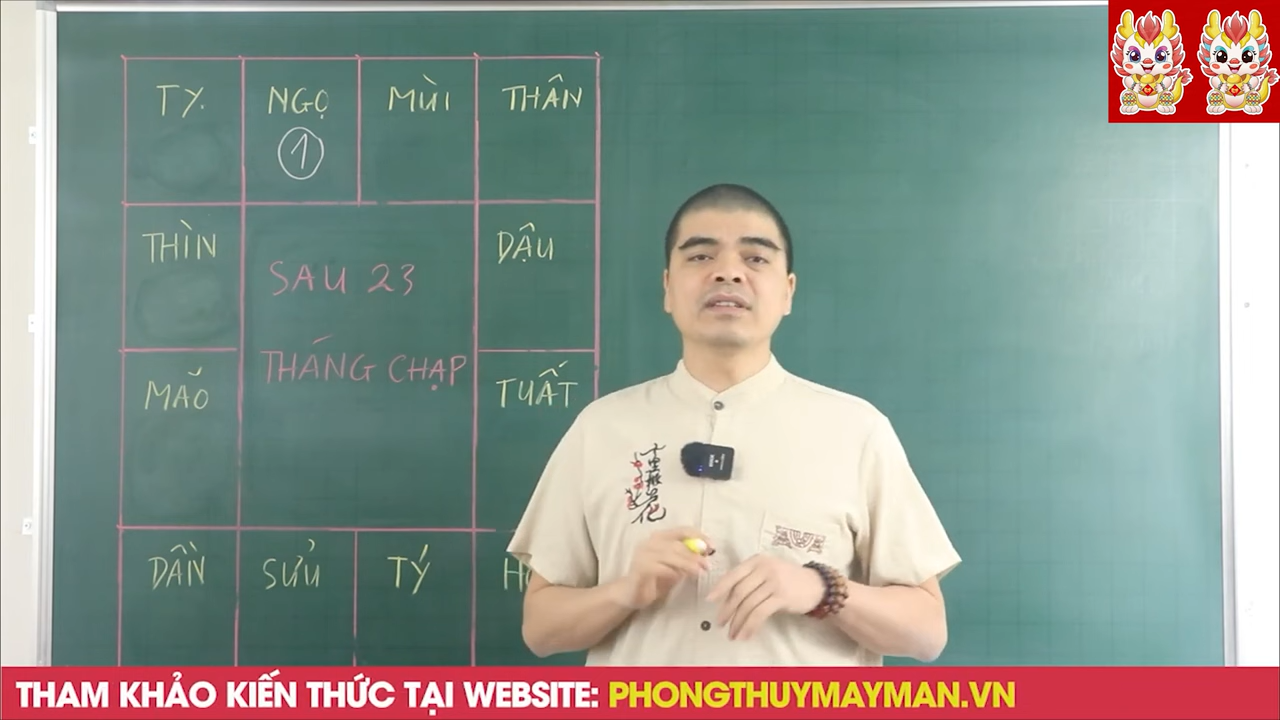 TỴ.
NGỌ
MÙI
THÂN
1
THÌN
DẬU
SAU 23
THÁNG CHẠP
MÃO
TUẤT
DẦN
SỬU
TÝ
THAM KHẢO KIẾN THỨC TẠI WEBSITE: PHONGTHUYMAYMAN.VN